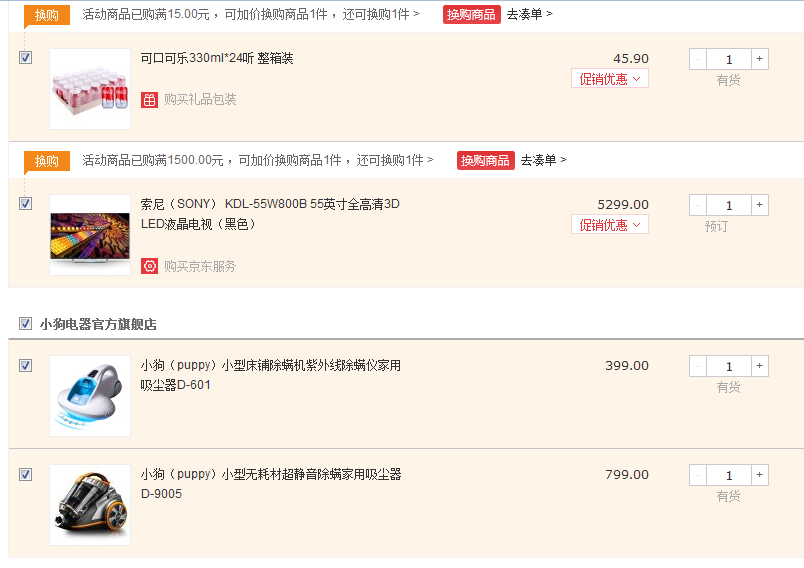 换购 活动商品已购满15.00元 ，可加价换购商品1件 ，还可换购1件 > 换购商品 去凑单 >
可口可乐330ml*24听 整箱装 45.90 - 1 +
促销优惠 有货
购买礼品包装
换购 活动商品已购满1500.00元 ，可加价换购商品1件 ，还可换购1件 > 换购商品 去凑单 >
索尼（SONY） KDL-55W800B 55英寸全高清3D 5299.00 - 1 +
LED液晶电视（黑色） 促销优惠 预订
购买京东服务
小狗电器官方旗舰店
小狗（puppy）小型床铺除螨机紫外线除螨仪家用 399.00 - 1 +
吸尘器D-601 有货
小狗（puppy）小型无耗材超静音除螨家用吸尘器 799.00 - 1 +
D-9005 有货